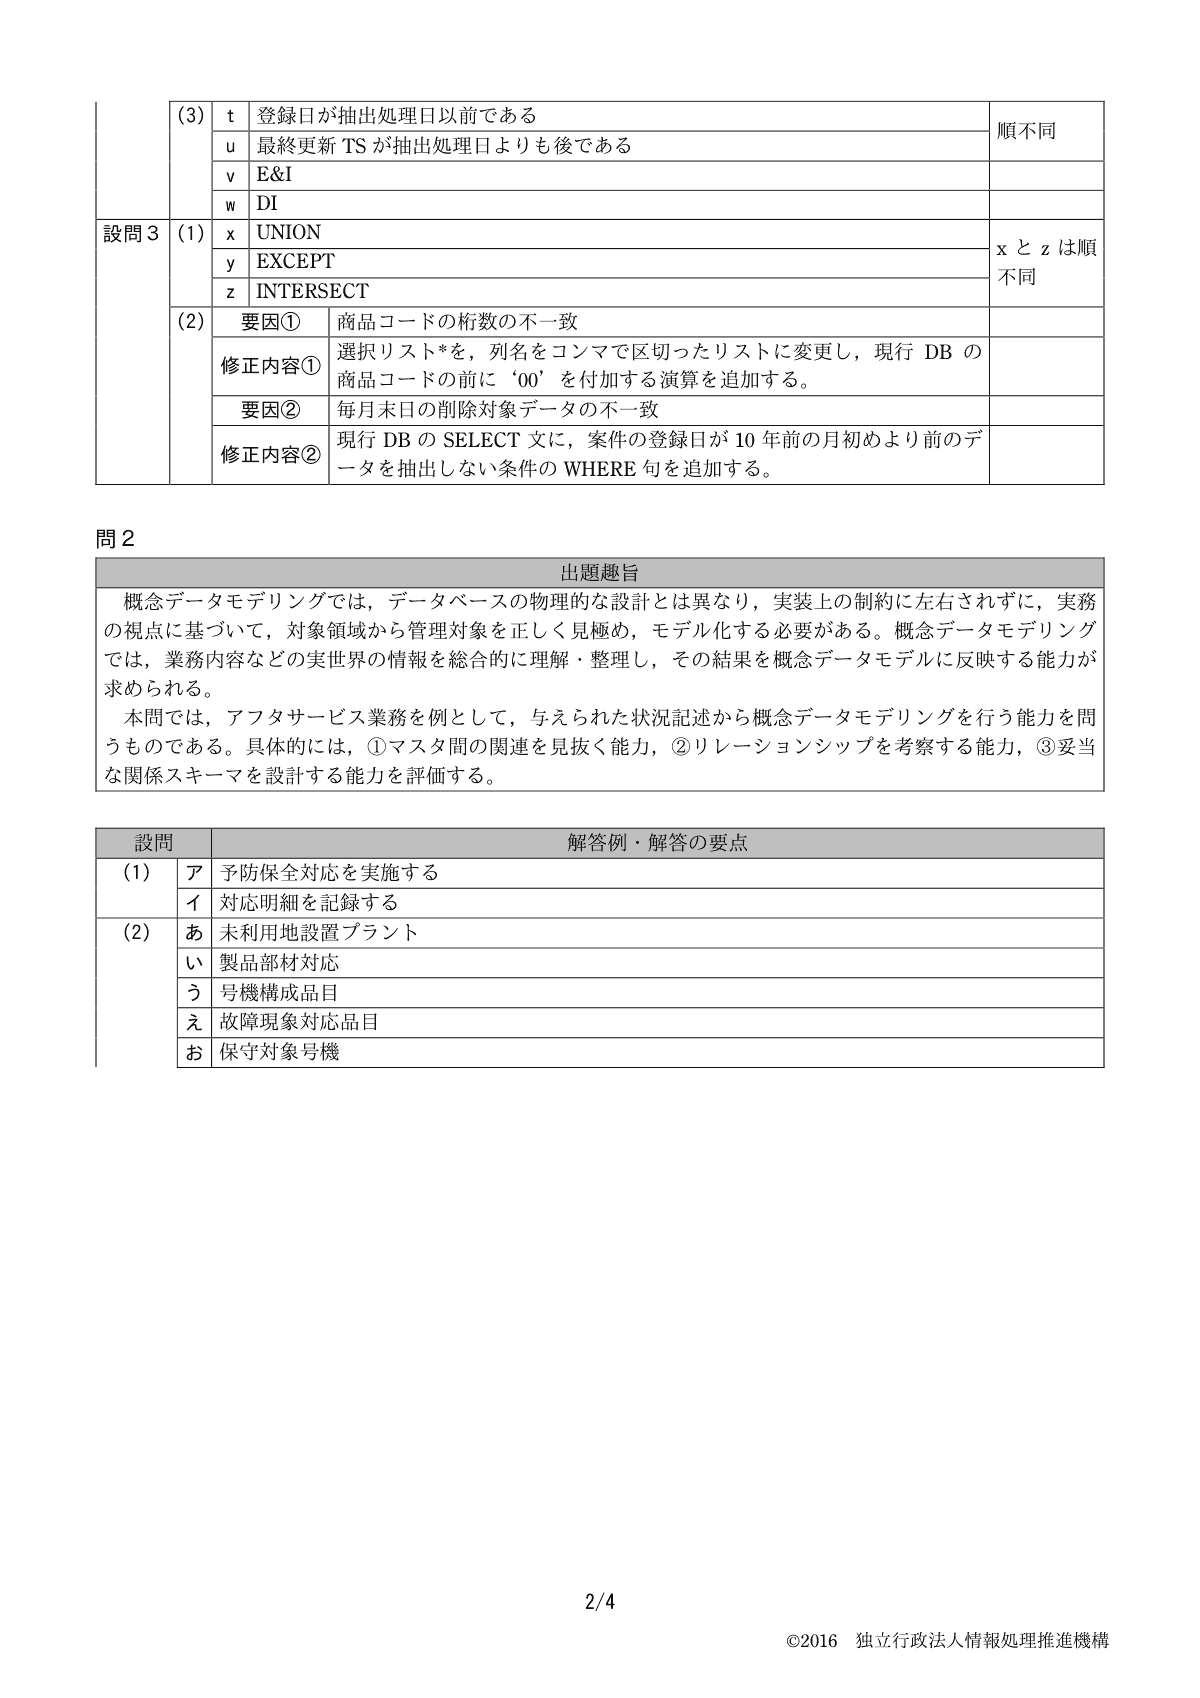 (3) t 登録日が抽出処理日以前である 順不同
u 最終更新 TS が抽出処理日よりも後である
v E&I
w DI
設問３ (1) x UNION x と z は順不同
y EXCEPT
z INTERSECT
(2) 要因① 商品コードの桁数の不一致
修正内容① 選択リスト*を，列名をコンマで区切ったリストに変更し，現行 DB の
商品コードの前に‘00’を付加する演算を追加する。
要因② 毎月末日の削除対象データの不一致
修正内容② 現行 DB の SELECT 文に，案件の登録日が 10 年前の月初めより前のデ
ータを抽出しない条件の WHERE 句を追加する。
問２
出題趣旨
概念データモデリングでは，データベースの物理的な設計とは異なり，実装上の制約に左右されずに，実務
の視点に基づいて，対象領域から管理対象を正しく見極め，モデル化する必要がある。概念データモデリング
では，業務内容などの実世界の情報を総合的に理解・整理し，その結果を概念データモデルに反映する能力が
求められる。
本問では，アフタサービス業務を例として，与えられた状況記述から概念データモデリングを行う能力を問
うものである。具体的には，①マスタ間の関連を見抜く能力，②リレーションシップを考察する能力，③妥当
な関係スキーマを設計する能力を評価する。
設問 解答例・解答の要点
(1) ア 予防保全対応を実施する
イ 対応明細を記録する
(2) あ 未利用地設置プラント
い 製品部材対応
う 号機構成品目
え 故障現象対応品目
お 保守対象号機
2/4
©2016 独立行政法人情報処理推進機構